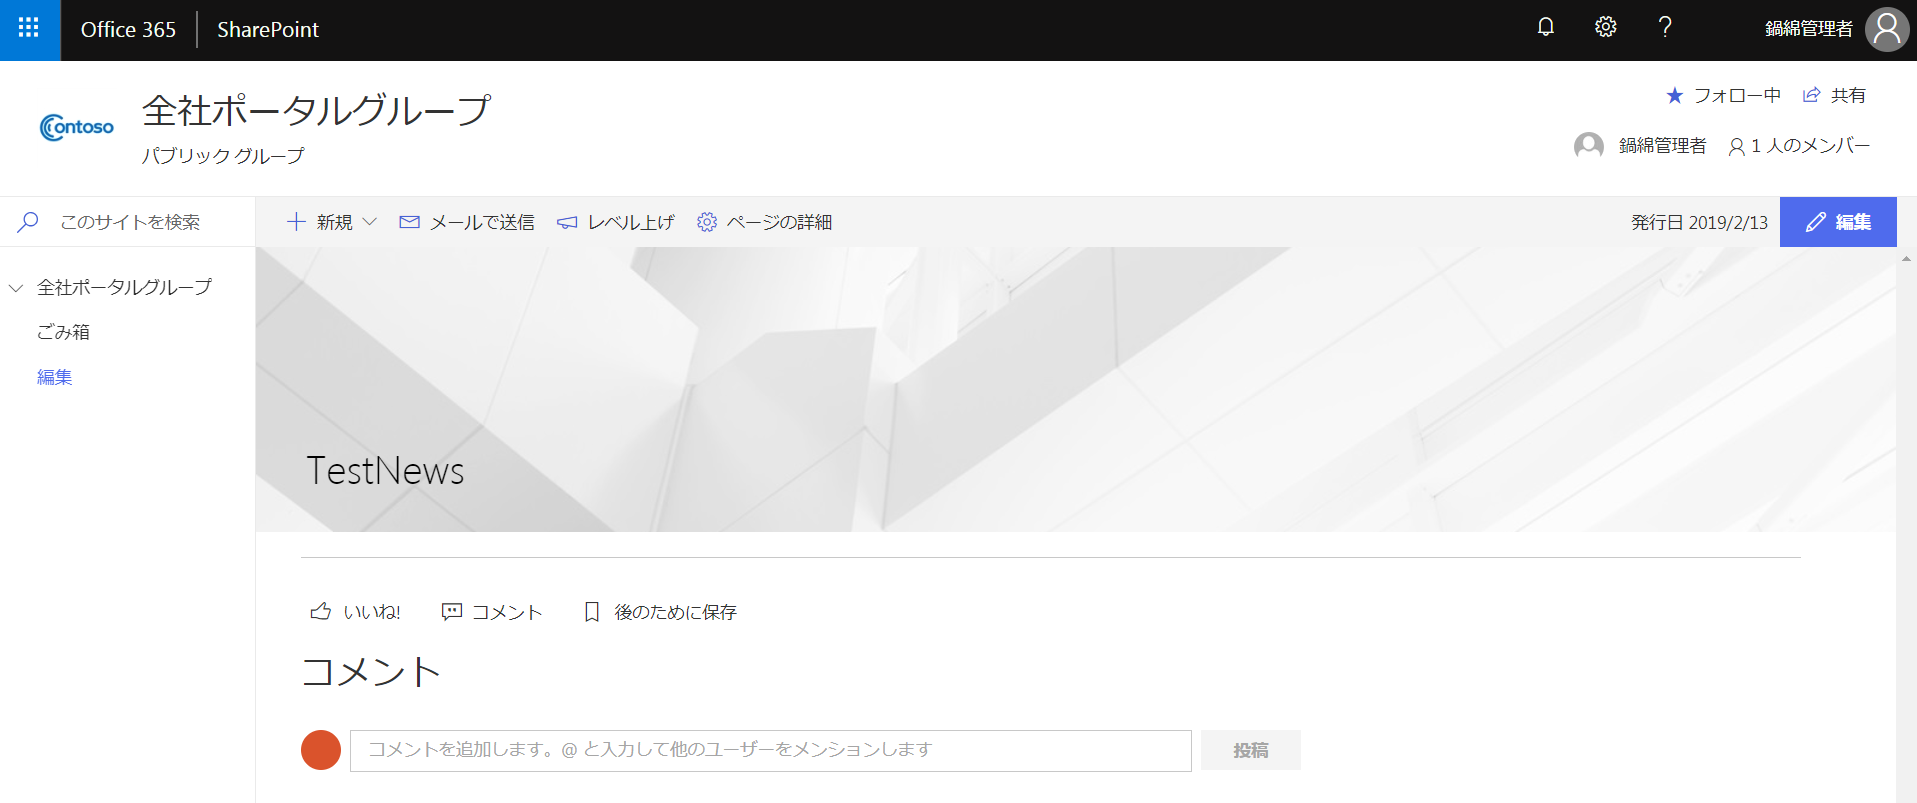 Office 365 SharePoint ? 鍋綿管理者
全社ポータルグループ
パブリック グループ
Contoso
フォロー中 共有
鍋綿管理者 1 人のメンバー
このサイトを検索
新規 メールで送信 レベル上げ ページの詳細 発行日 2019/2/13 編集
全社ポータルグループ
ごみ箱
編集
TestNews
いいね! コメント 後のために保存
コメント
コメントを追加します。@ と入力して他のユーザーをメンションします 投稿